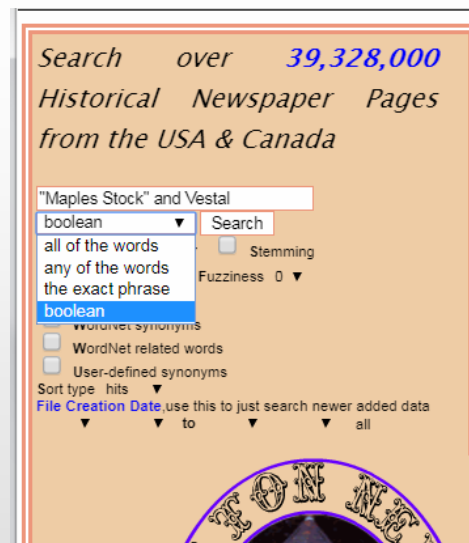 Search over 39,328,000
Historical Newspaper Pages
from the USA & Canada
"Maples Stock" and Vestal
boolean ▼ Search
all of the words
Stemming
any of the words
the exact phrase
Fuzziness 0 ▼
boolean
WordNet synonyms
WordNet related words
User-defined synonyms
Sort type hits ▼
File Creation Date,use this to just search newer added data
▼ ▼ to ▼ ▼ all
TON NE